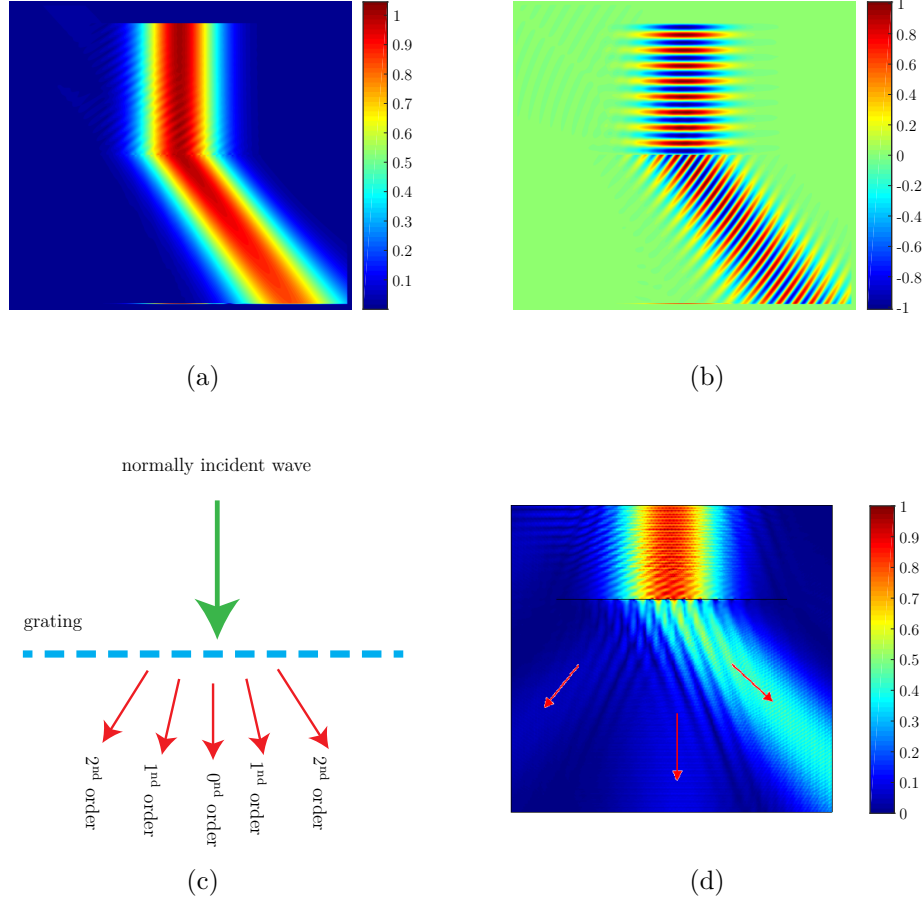 1
0.9
0.8
0.7
0.6
0.5
0.4
0.3
0.2
0.1
(a)
1
0.8
0.6
0.4
0.2
0
-0.2
-0.4
-0.6
-0.8
-1
(b)
normally incident wave
grating
2nd order
1nd order
0nd order
1nd order
2nd order
(c)
1
0.9
0.8
0.7
0.6
0.5
0.4
0.3
0.2
0.1
0
(d)